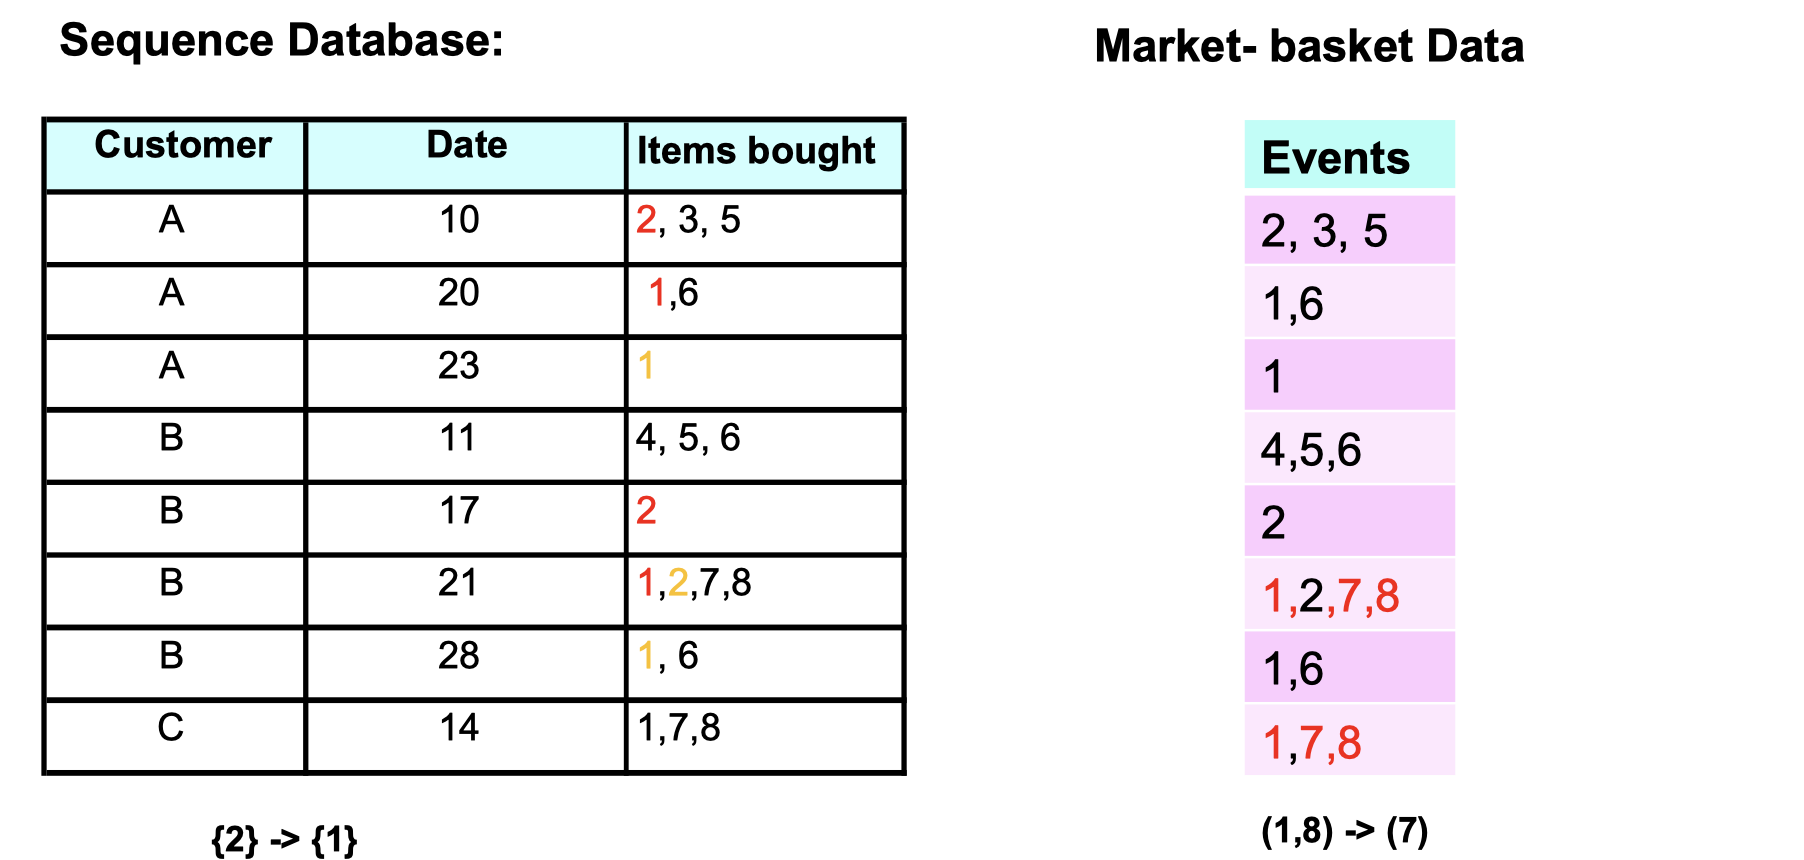 Sequence Database:
Market- basket Data
Customer Date Items bought
A 10 2, 3, 5
A 20 1,6
A 23 1
B 11 4, 5, 6
B 17 2
B 21 1,2,7,8
B 28 1, 6
C 14 1,7,8
{2} -> {1}
Events
2, 3, 5
1,6
1
4,5,6
2
1,2,7,8
1,6
1,7,8
(1,8) -> (7)